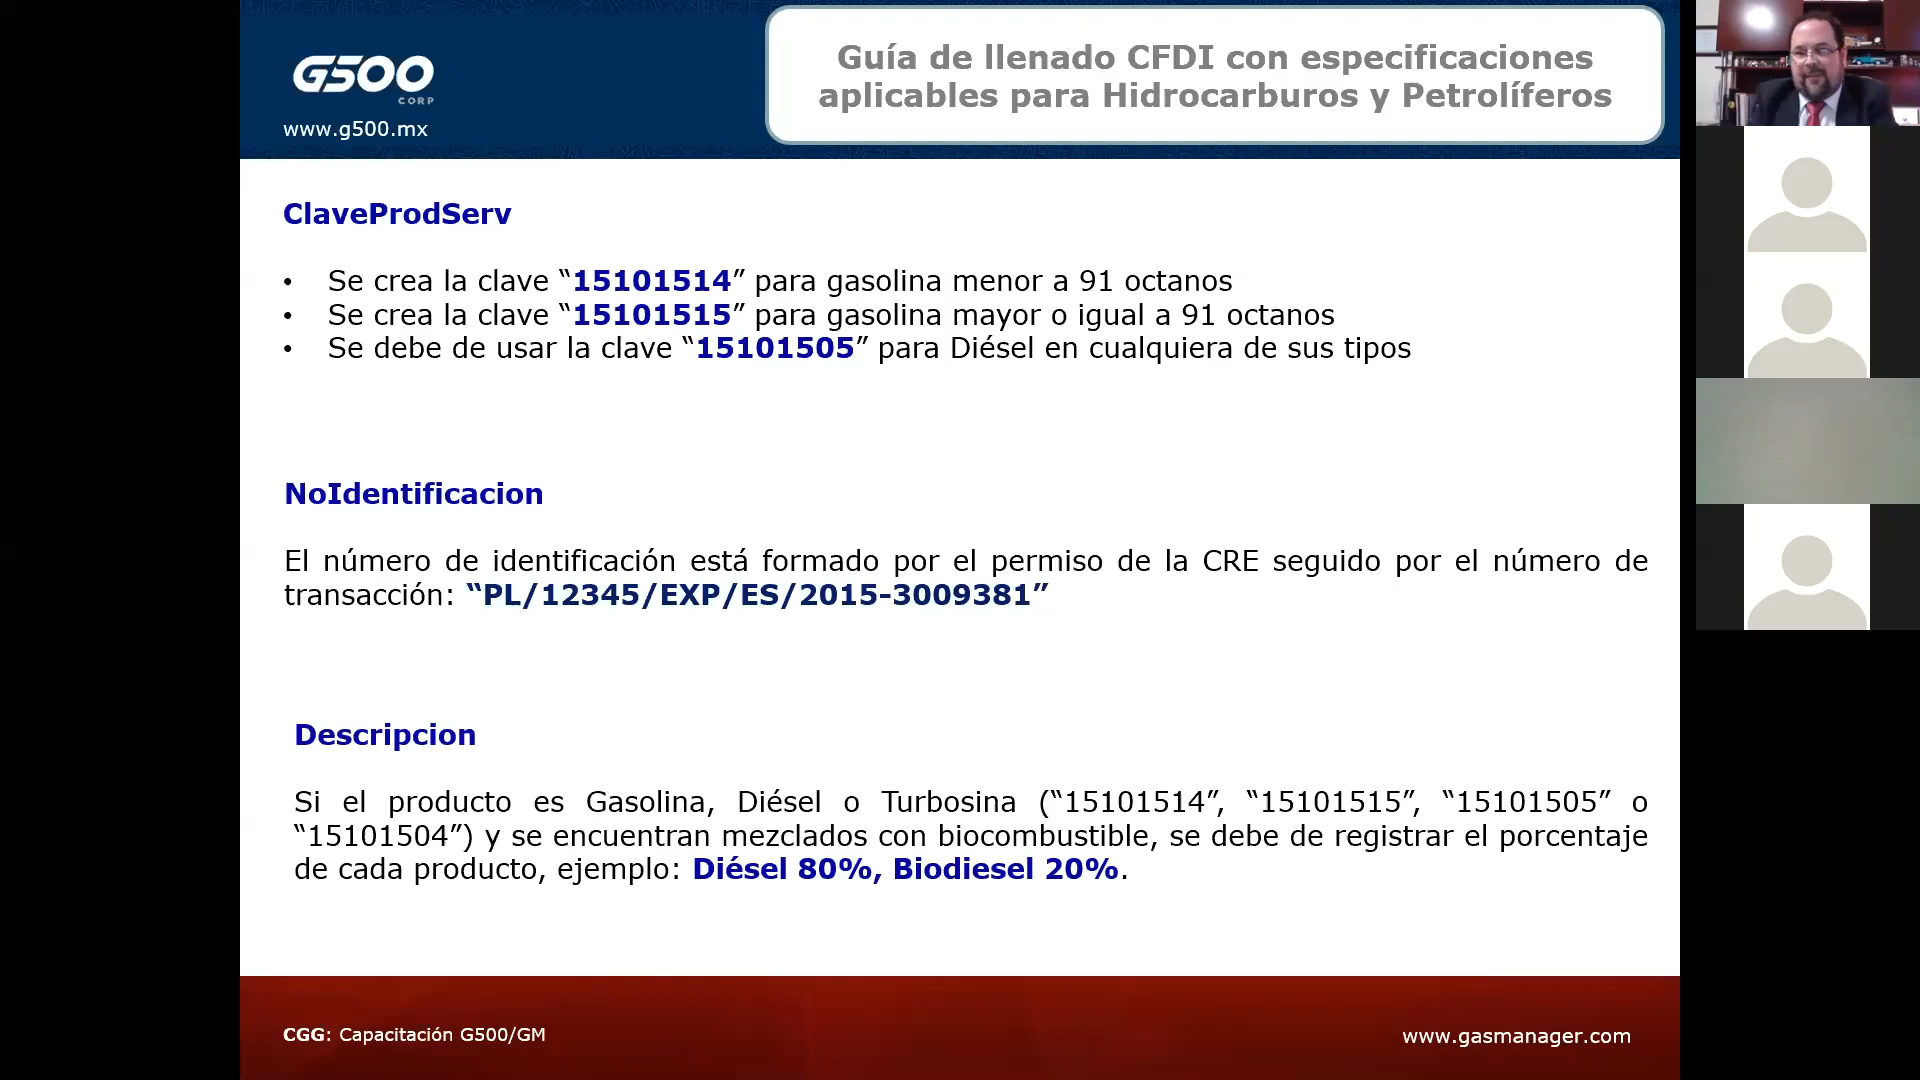 G500
CORP
www.g500.mx
Guía de llenado CFDI con especificaciones
aplicables para Hidrocarburos y Petrolíferos
ClaveProdServ
• Se crea la clave “15101514” para gasolina menor a 91 octanos
• Se crea la clave “15101515” para gasolina mayor o igual a 91 octanos
• Se debe de usar la clave “15101505” para Diésel en cualquiera de sus tipos
NoIdentificacion
El número de identificación está formado por el permiso de la CRE seguido por el número de
transacción: “PL/12345/EXP/ES/2015-3009381”
Descripcion
Si el producto es Gasolina, Diésel o Turbosina (“15101514”, “15101515”, “15101505” o
“15101504”) y se encuentran mezclados con biocombustible, se debe de registrar el porcentaje
de cada producto, ejemplo: Diésel 80%, Biodiesel 20%.
CGG: Capacitación G500/GM
www.gasmanager.com